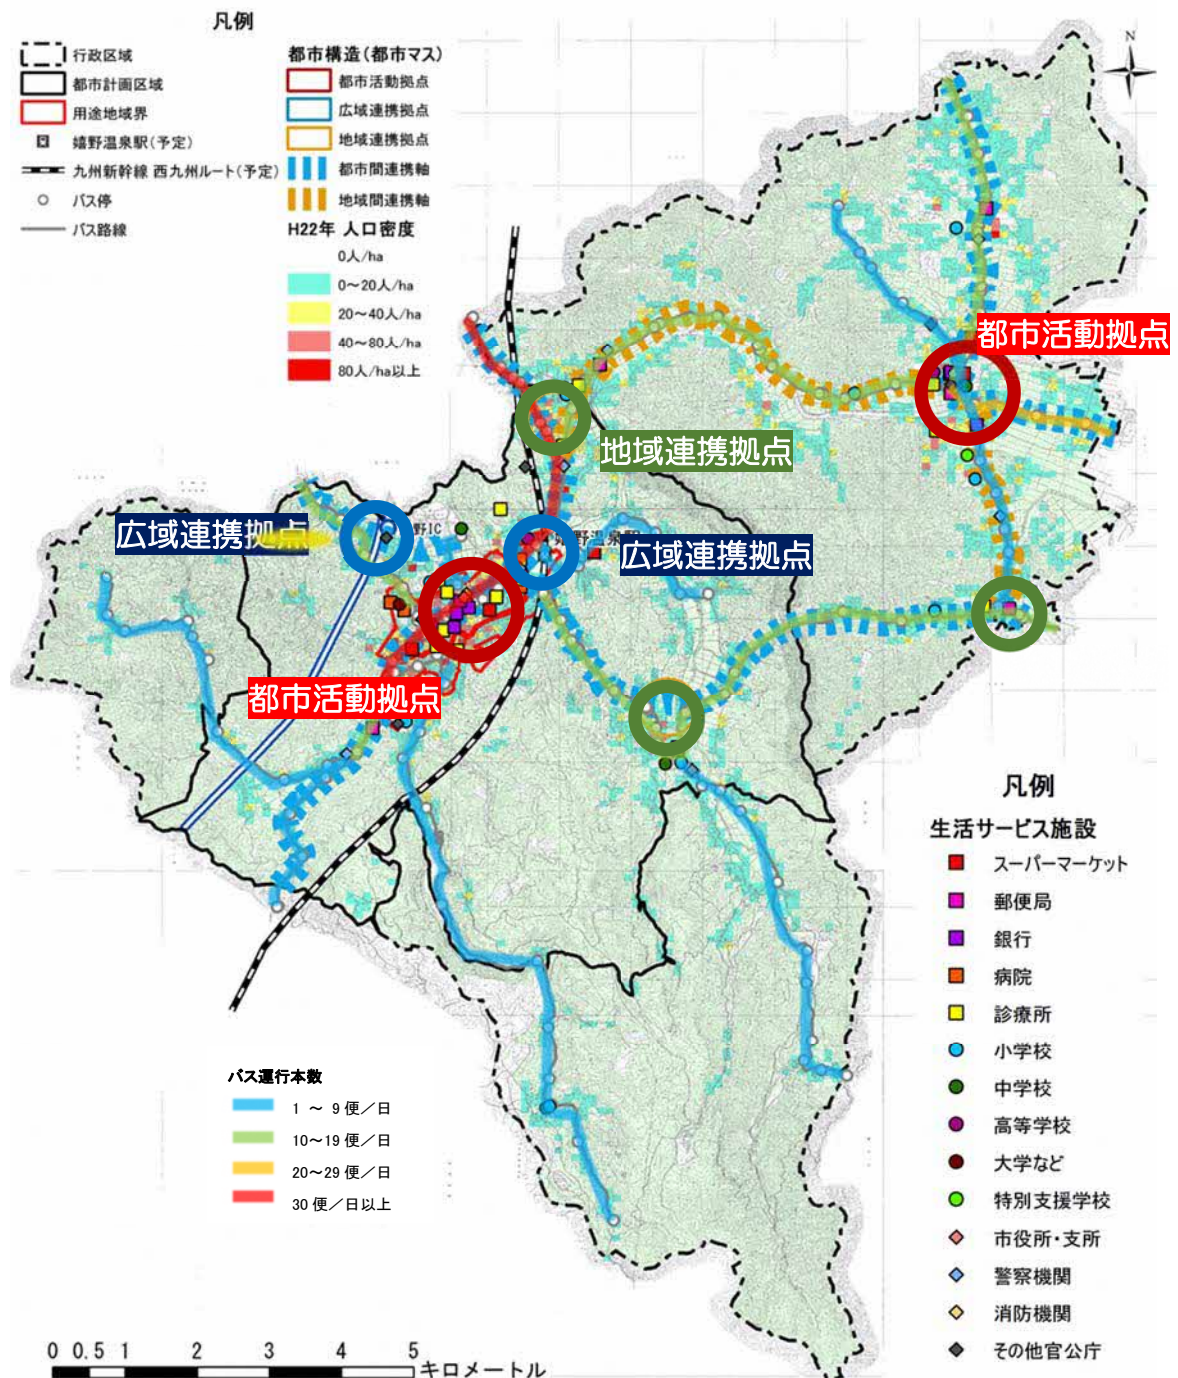 凡例
行政区域
都市計画区域
用途地域界
嬉野温泉駅(予定)
九州新幹線 西九州ルート(予定)
バス停
バス路線
都市構造(都市マス)
都市活動拠点
広域連携拠点
地域連携拠点
都市間連携軸
地域間連携軸
H22年 人口密度
0人/ha
0～20人/ha
20～40人/ha
40～80人/ha
80人/ha以上
N
都市活動拠点
地域連携拠点
広域連携拠点
野IC
嬉野温泉駅
広域連携拠点
都市活動拠点
凡例
生活サービス施設
スーパーマーケット
郵便局
銀行
病院
診療所
小学校
中学校
高等学校
大学など
特別支援学校
市役所・支所
警察機関
消防機関
その他官公庁
バス運行本数
1 ～ 9 便／日
10～19 便／日
20～29 便／日
30 便／日以上
0 0.5 1 2 3 4 5
キロメートル